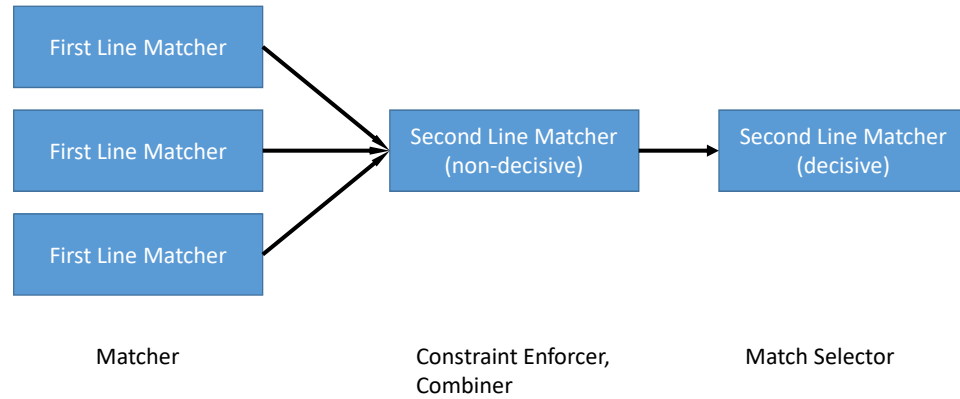 First Line Matcher
First Line Matcher
Second Line Matcher
(non-decisive)
Second Line Matcher
(decisive)
First Line Matcher
Matcher
Constraint Enforcer,
Combiner
Match Selector